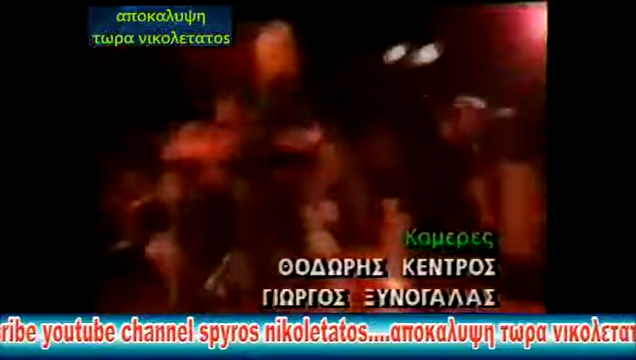 αποκαλυψη
τωρα νικολετατος
Καμερες
ΘΟΔΩΡΗΣ ΚΕΝΤΡΟΣ
ΓΙΩΡΓΟΣ ΞΥΝΟΓΑΛΑΣ
ribe youtube channel spyros nikoletatos....αποκαλυψη τωρα νικολετατ